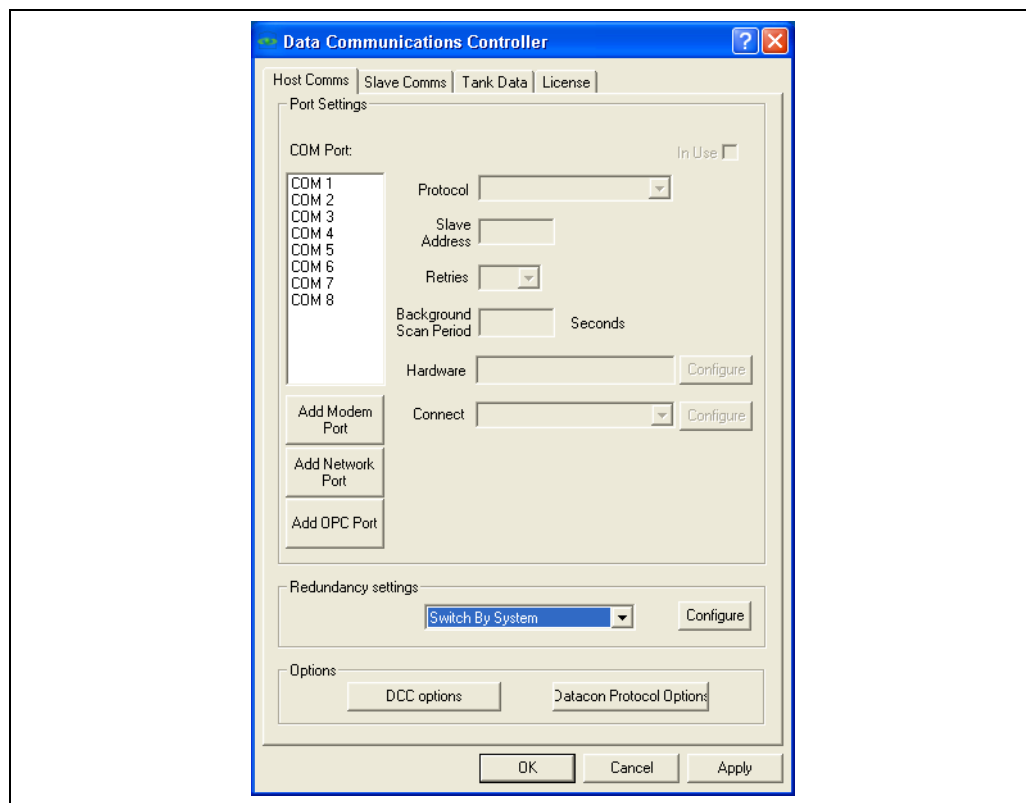 Data Communications Controller
Host Comms Slave Comms Tank Data License
Port Settings
COM Port:
In Use
COM 1
COM 2
COM 3
COM 4
COM 5
COM 6
COM 7
COM 8
Protocol
Slave
Address
Retries
Background
Scan Period
Seconds
Hardware
Configure
Connect
Configure
Add Modem
Port
Add Network
Port
Add OPC Port
Redundancy settings
Switch By System
Configure
Options
DCC options
Datacon Protocol Options
OK
Cancel
Apply